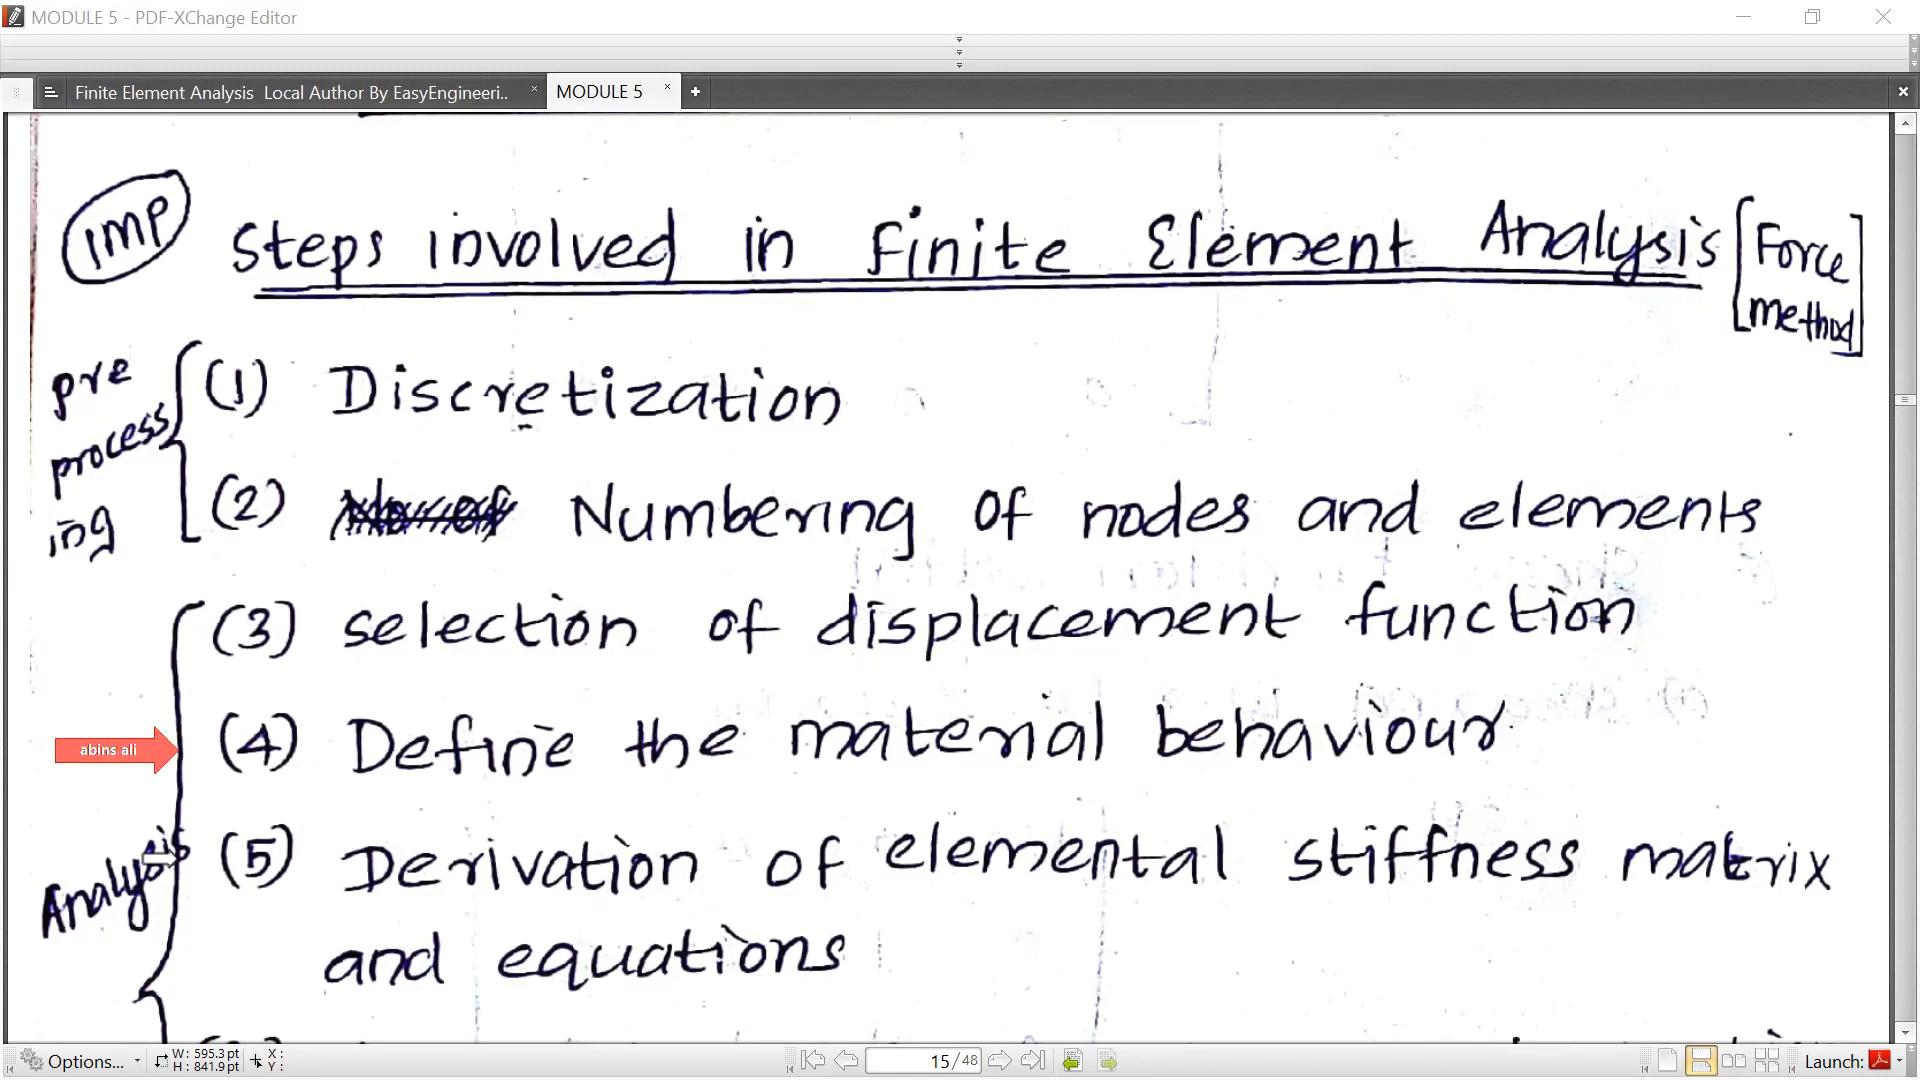 MODULE 5 - PDF-XChange Editor
Finite Element Analysis Local Author By EasyEngineeri..
MODULE 5
IMP
Steps involved in Finite Element Analysis [Force method]
pre processing
(1) Discretization
(2) Numbering of nodes and elements
(3) selection of displacement function
abins ali
(4) Define the material behaviour
Analysis
(5) Derivation of elemental stiffness matrix
and equations
Options...
W: 595.3 pt
H: 841.9 pt
X:
Y:
15 / 48
Launch: